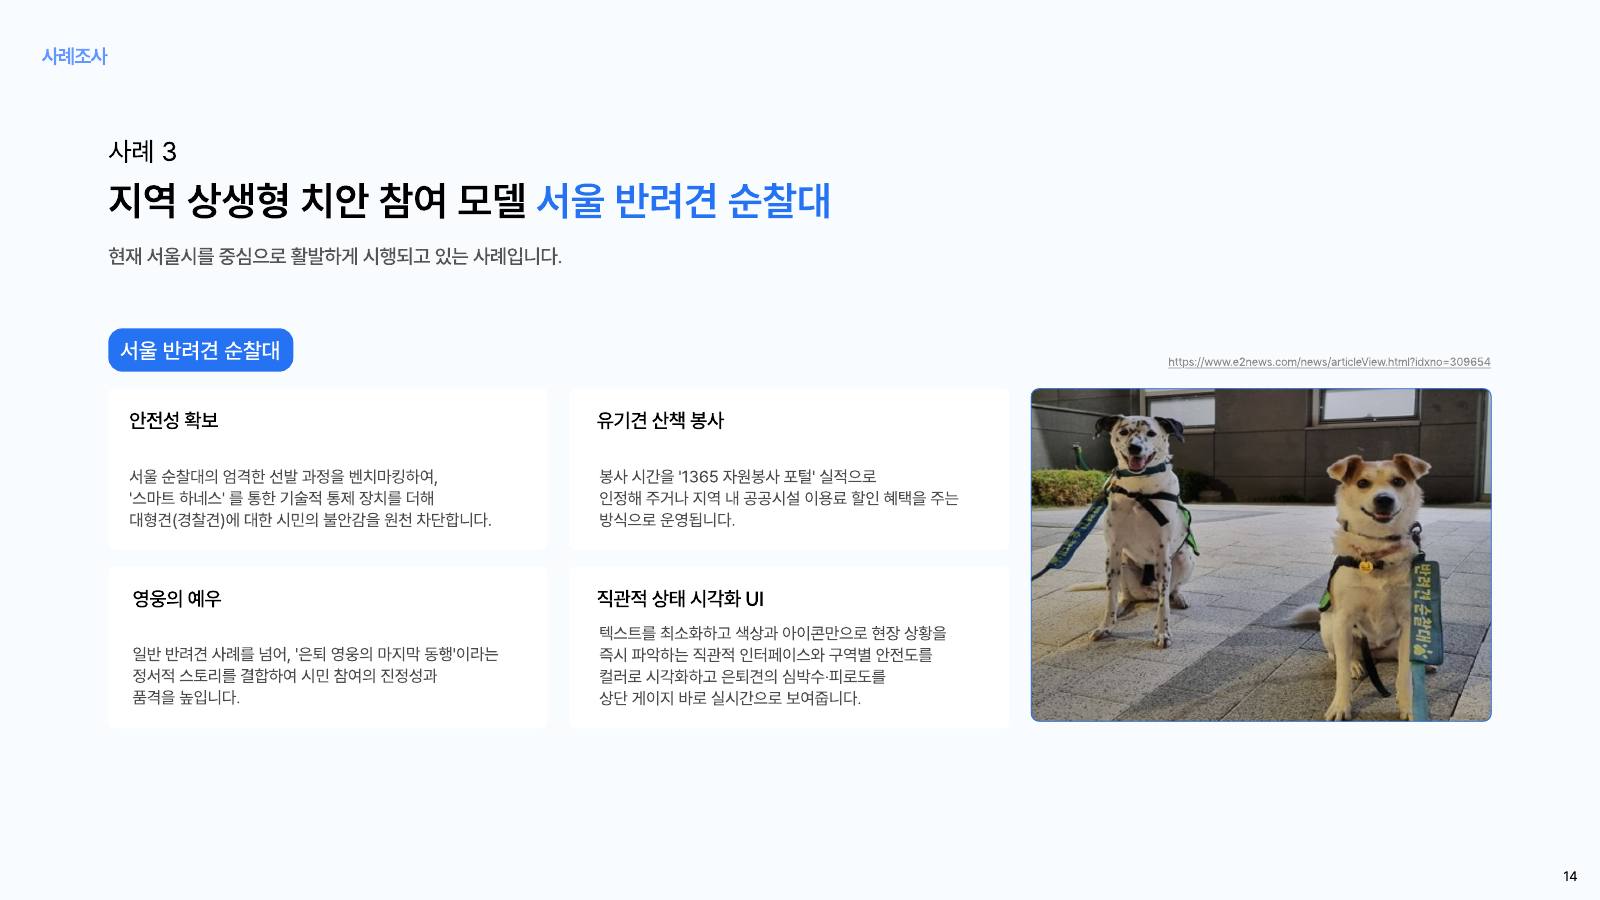 사례조사
사례 3
지역 상생형 치안 참여 모델 서울 반려견 순찰대
현재 서울시를 중심으로 활발하게 시행되고 있는 사례입니다.
서울 반려견 순찰대
https://www.e2news.com/news/articleView.html?idxno=309654
안전성 확보
서울 순찰대의 엄격한 선발 과정을 벤치마킹하여,
'스마트 하네스' 를 통한 기술적 통제 장치를 더해
대형견(경찰견)에 대한 시민의 불안감을 원천 차단합니다.
유기견 산책 봉사
봉사 시간을 '1365 자원봉사 포털' 실적으로
인정해 주거나 지역 내 공공시설 이용료 할인 혜택을 주는
방식으로 운영됩니다.
영웅의 예우
일반 반려견 사례를 넘어, '은퇴 영웅의 마지막 동행'이라는
정서적 스토리를 결합하여 시민 참여의 진정성과
품격을 높입니다.
직관적 상태 시각화 UI
텍스트를 최소화하고 색상과 아이콘만으로 현장 상황을
즉시 파악하는 직관적 인터페이스와 구역별 안전도를
컬러로 시각화하고 은퇴견의 심박수·피로도를
상단 게이지 바로 실시간으로 보여줍니다.
반려견 순찰대
14